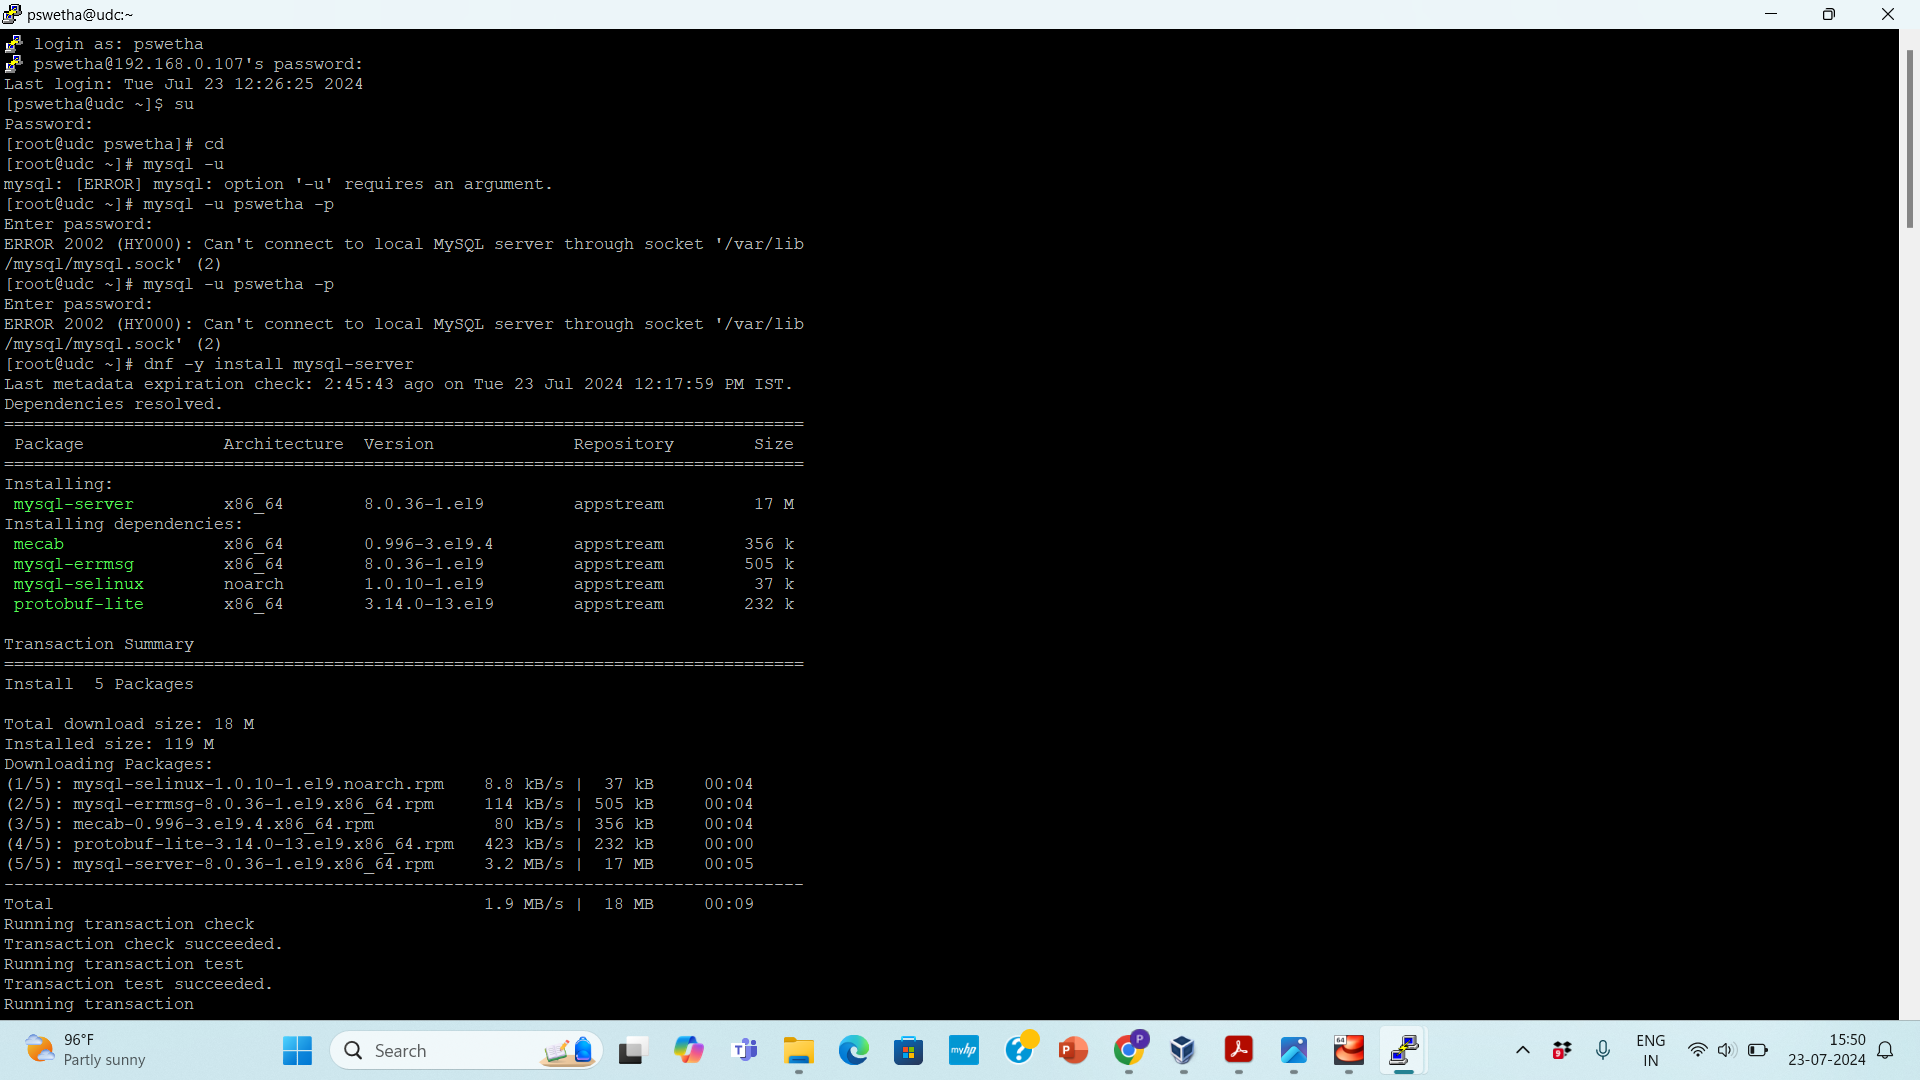 pswetha@udc:~
login as: pswetha
pswetha@192.168.0.107's password:
Last login: Tue Jul 23 12:26:25 2024
[pswetha@udc ~]$ su
Password:
[root@udc pswetha]# cd
[root@udc ~]# mysql -u
mysql: [ERROR] mysql: option '-u' requires an argument.
[root@udc ~]# mysql -u pswetha -p
Enter password:
ERROR 2002 (HY000): Can't connect to local MySQL server through socket '/var/lib
/mysql/mysql.sock' (2)
[root@udc ~]# mysql -u pswetha -p
Enter password:
ERROR 2002 (HY000): Can't connect to local MySQL server through socket '/var/lib
/mysql/mysql.sock' (2)
[root@udc ~]# dnf -y install mysql-server
Last metadata expiration check: 2:45:43 ago on Tue 23 Jul 2024 12:17:59 PM IST.
Dependencies resolved.
================================================================================
Package Architecture Version Repository Size
================================================================================
Installing:
mysql-server x86_64 8.0.36-1.el9 appstream 17 M
Installing dependencies:
mecab x86_64 0.996-3.el9.4 appstream 356 k
mysql-errmsg x86_64 8.0.36-1.el9 appstream 505 k
mysql-selinux noarch 1.0.10-1.el9 appstream 37 k
protobuf-lite x86_64 3.14.0-13.el9 appstream 232 k
Transaction Summary
================================================================================
Install 5 Packages
Total download size: 18 M
Installed size: 119 M
Downloading Packages:
(1/5): mysql-selinux-1.0.10-1.el9.noarch.rpm 8.8 kB/s | 37 kB 00:04
(2/5): mysql-errmsg-8.0.36-1.el9.x86_64.rpm 114 kB/s | 505 kB 00:04
(3/5): mecab-0.996-3.el9.4.x86_64.rpm 80 kB/s | 356 kB 00:04
(4/5): protobuf-lite-3.14.0-13.el9.x86_64.rpm 423 kB/s | 232 kB 00:00
(5/5): mysql-server-8.0.36-1.el9.x86_64.rpm 3.2 MB/s | 17 MB 00:05
--------------------------------------------------------------------------------
Total 1.9 MB/s | 18 MB 00:09
Running transaction check
Transaction check succeeded.
Running transaction test
Transaction test succeeded.
Running transaction
96°F
Partly sunny
Search
myhp
P
64
9
ENG
IN
15:50
23-07-2024